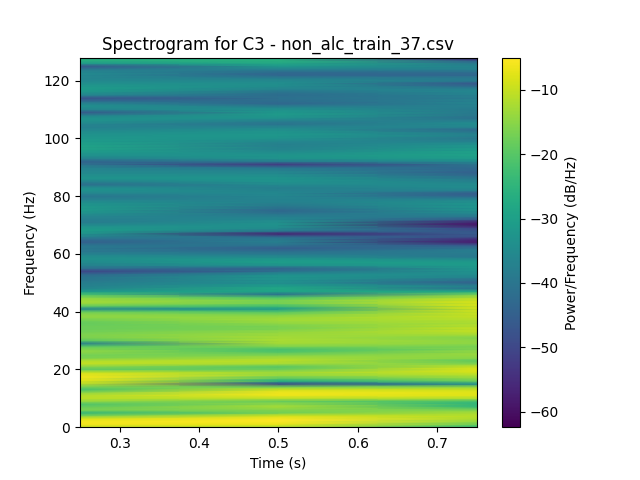 Spectrogram for C3 - non_alc_train_37.csv
120
100
80
60
40
20
0
Frequency (Hz)
0.3 0.4 0.5 0.6 0.7
Time (s)
−10
−20
−30
−40
−50
−60
Power/Frequency (dB/Hz)